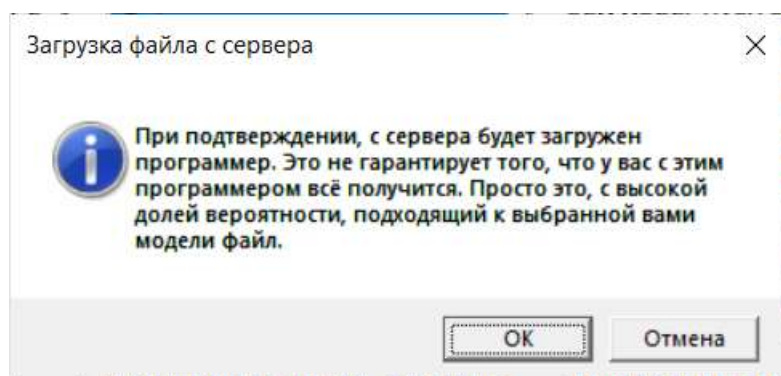 Загрузка файла с сервера
При подтверждении, с сервера будет загружен
программер. Это не гарантирует того, что у вас с этим
программером всё получится. Просто это, с высокой
долей вероятности, подходящий к выбранной вами
модели файл.
ОК
Отмена